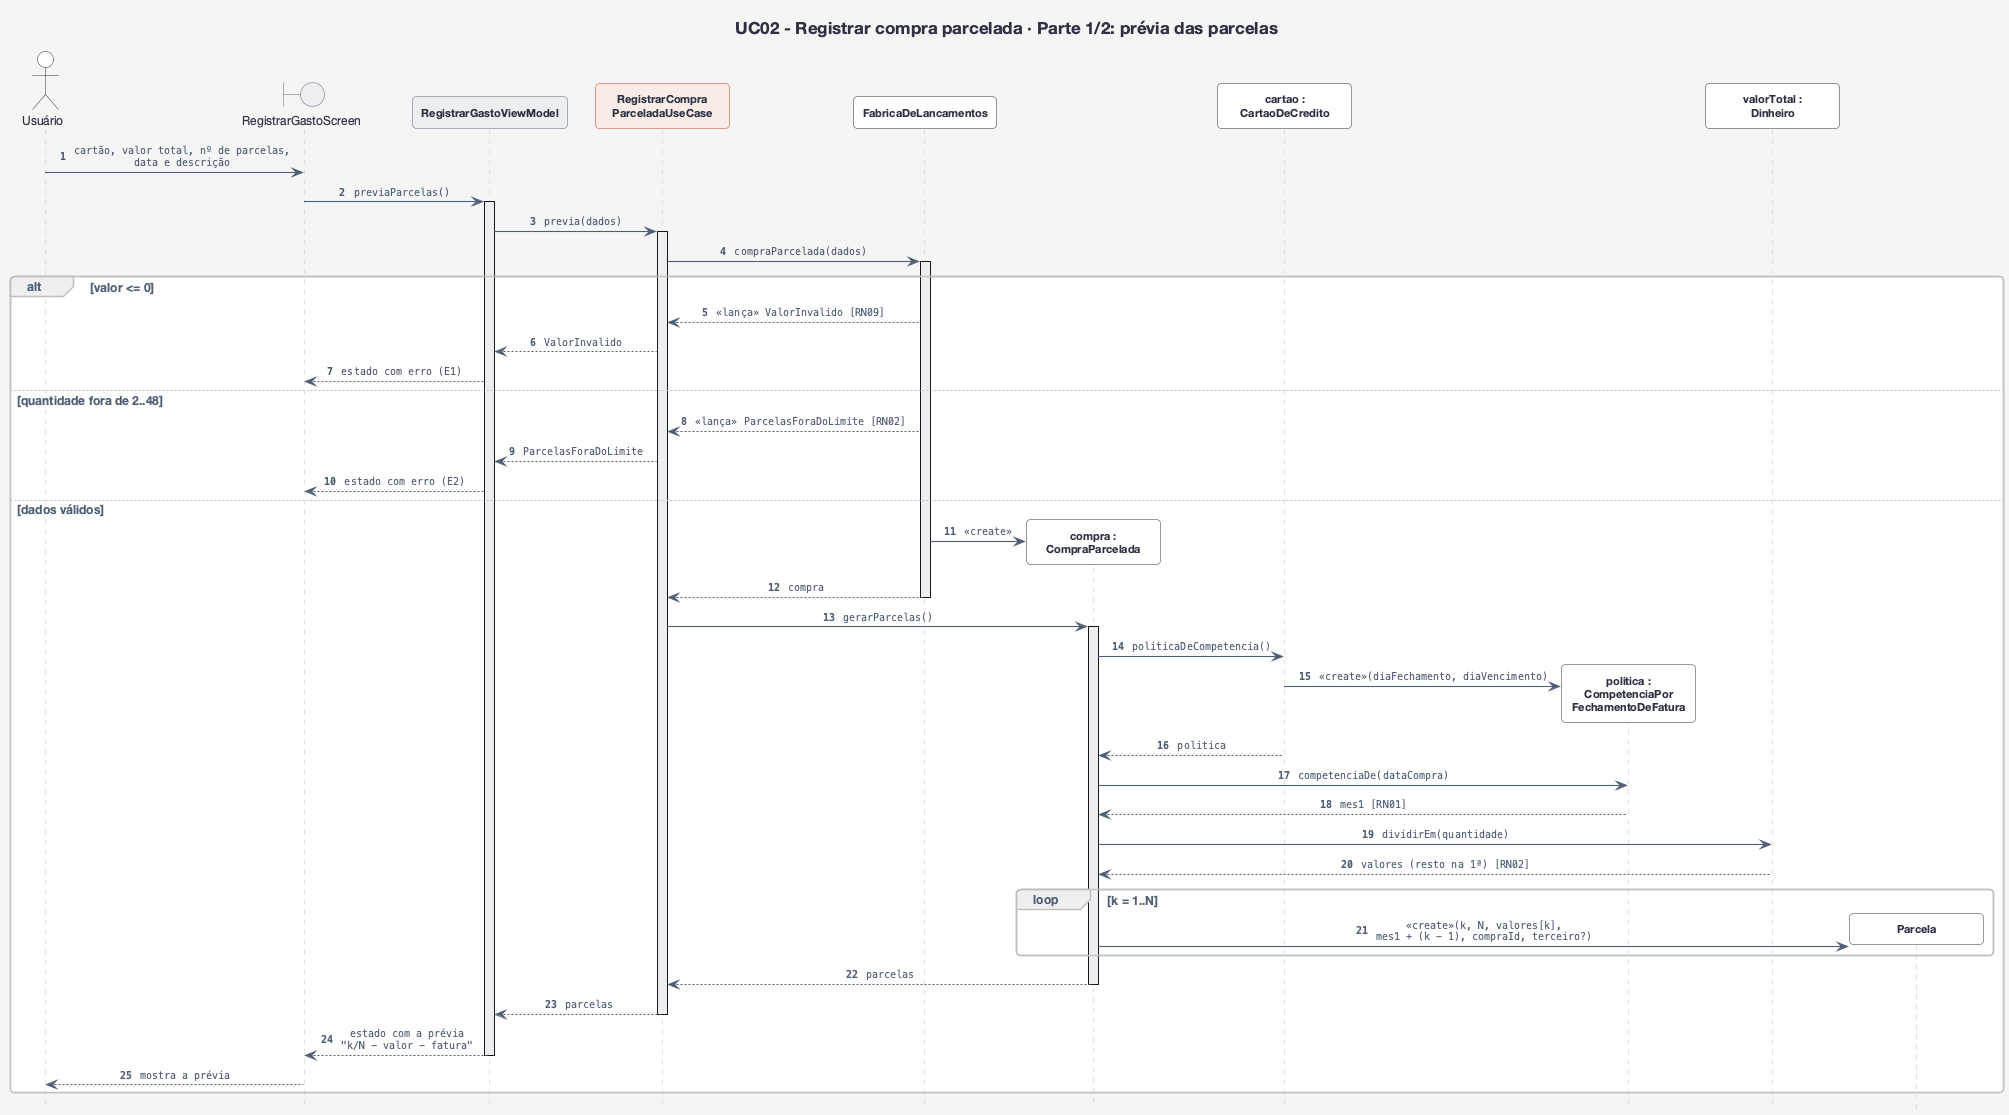 UC02 - Registrar compra parcelada · Parte 1/2: prévia das parcelas
Usuário
RegistrarGastoScreen
RegistrarGastoViewModel
RegistrarCompra
ParceladaUseCase
FabricaDeLancamentos
cartao :
CartaoDeCredito
valorTotal :
Dinheiro
1 cartão, valor total, nº de parcelas,
data e descrição
2 previaParcelas()
3 previa(dados)
4 compraParcelada(dados)
alt [valor <= 0]
5 «lança» ValorInvalido [RN09]
6 ValorInvalido
7 estado com erro (E1)
[quantidade fora de 2..48]
8 «lança» ParcelasForaDoLimite [RN02]
9 ParcelasForaDoLimite
10 estado com erro (E2)
[dados válidos]
11 «create»
compra :
CompraParcelada
12 compra
13 gerarParcelas()
14 politicaDeCompetencia()
15 «create»(diaFechamento, diaVencimento)
politica :
CompetenciaPor
FechamentoDeFatura
16 politica
17 competenciaDe(dataCompra)
18 mes1 [RN01]
19 dividirEm(quantidade)
20 valores (resto na 1ª) [RN02]
loop [k = 1..N]
21 «create»(k, N, valores[k],
mes1 + (k − 1), compraId, terceiro?)
Parcela
22 parcelas
23 parcelas
24 estado com a prévia
"k/N − valor − fatura"
25 mostra a prévia